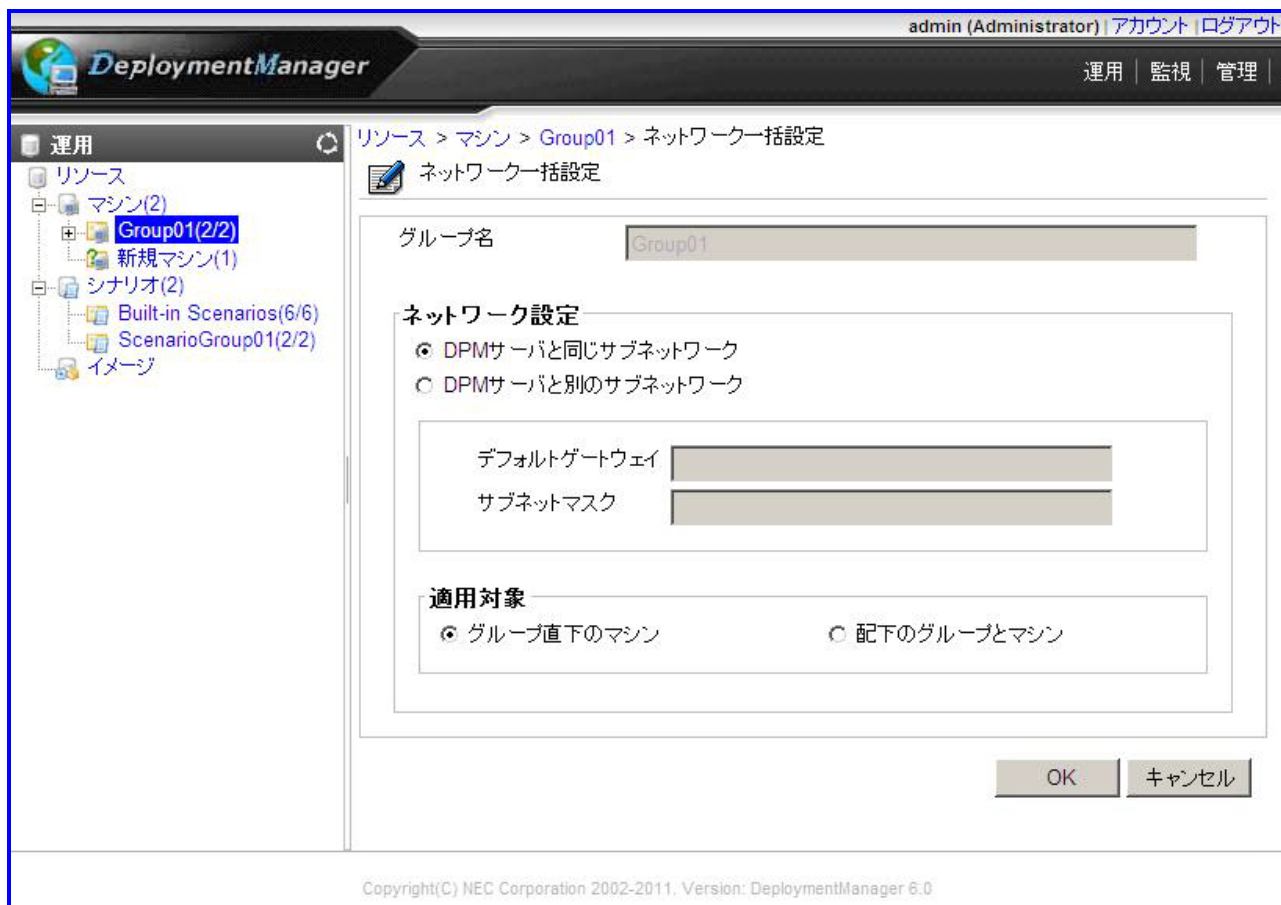 admin (Administrator) | アカウント | ログアウト
DeploymentManager
運用 | 監視 | 管理 |
運用
リソース
マシン(2)
Group01(2/2)
新規マシン(1)
シナリオ(2)
Built-in Scenarios(6/6)
ScenarioGroup01(2/2)
イメージ
リソース > マシン > Group01 > ネットワーク一括設定
ネットワーク一括設定
グループ名 Group01
ネットワーク設定
DPMサーバと同じサブネットワーク
DPMサーバと別のサブネットワーク
デフォルトゲートウェイ
サブネットマスク
適用対象
グループ直下のマシン 配下のグループとマシン
OK キャンセル
Copyright(C) NEC Corporation 2002-2011. Version: DeploymentManager 6.0